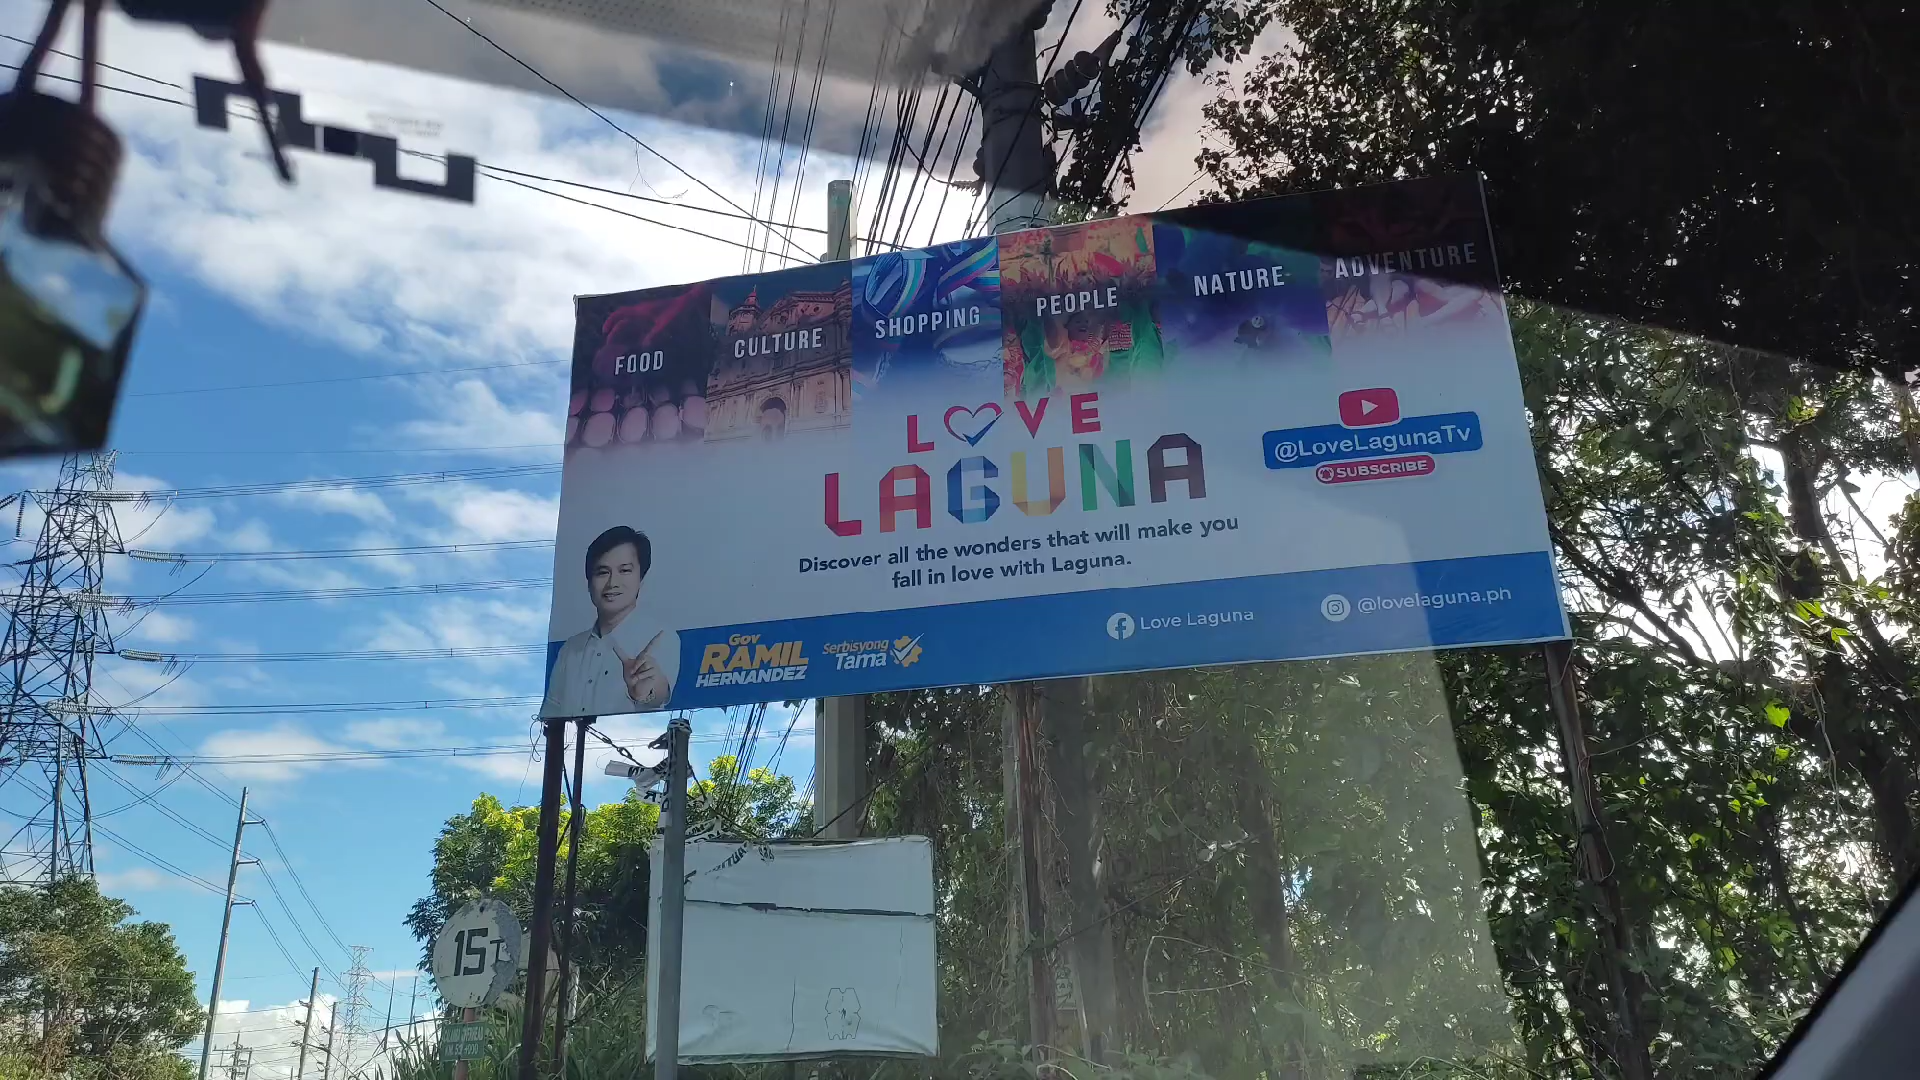 FOOD
CULTURE
SHOPPING
PEOPLE
NATURE
ADVENTURE
LOVE
LAGUNA
Discover all the wonders that will make you
fall in love with Laguna.
@LoveLagunaTv
SUBSCRIBE
Gov
RAMIL
HERNANDEZ
Serbisyong
Tama
Love Laguna
@lovelaguna.ph
15T